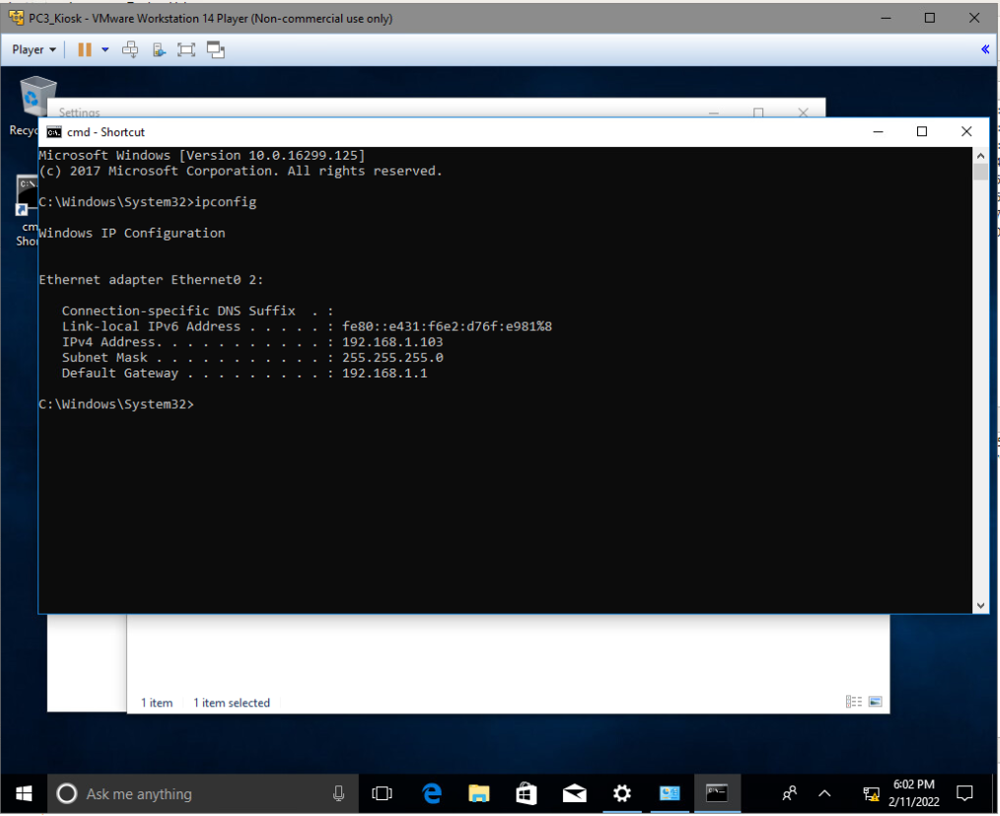 PC3_Kiosk - VMware Workstation 14 Player (Non-commercial use only)
Player
Settings
cmd - Shortcut
Microsoft Windows [Version 10.0.16299.125]
(c) 2017 Microsoft Corporation. All rights reserved.
C:\Windows\System32>ipconfig
Windows IP Configuration
Ethernet adapter Ethernet0 2:
Connection-specific DNS Suffix . :
Link-local IPv6 Address . . . . . : fe80::e431:f6e2:d76f:e981%8
IPv4 Address. . . . . . . . . . . : 192.168.1.103
Subnet Mask . . . . . . . . . . . : 255.255.255.0
Default Gateway . . . . . . . . . : 192.168.1.1
C:\Windows\System32>
1 item 1 item selected
Ask me anything
6:02 PM
2/11/2022